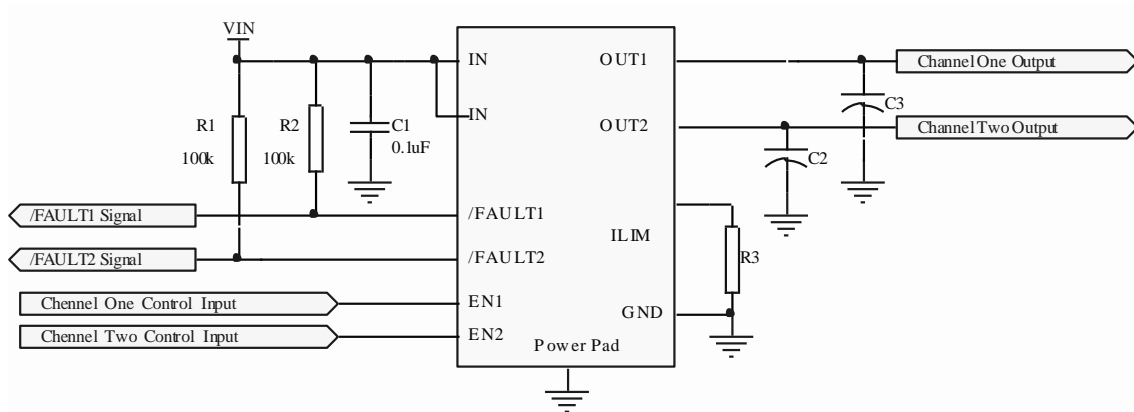 VIN
IN
OUT1
Channel One Output
IN
C3
R1
R2
C1
OUT2
Channel Two Output
100k
100k
0.1uF
C2
/FAULT1 Signal
/FAULT1
ILIM
/FAULT2 Signal
/FAULT2
R3
Chennel One Control Input
EN1
GND
Channel Two Control Input
EN2
Power Pad